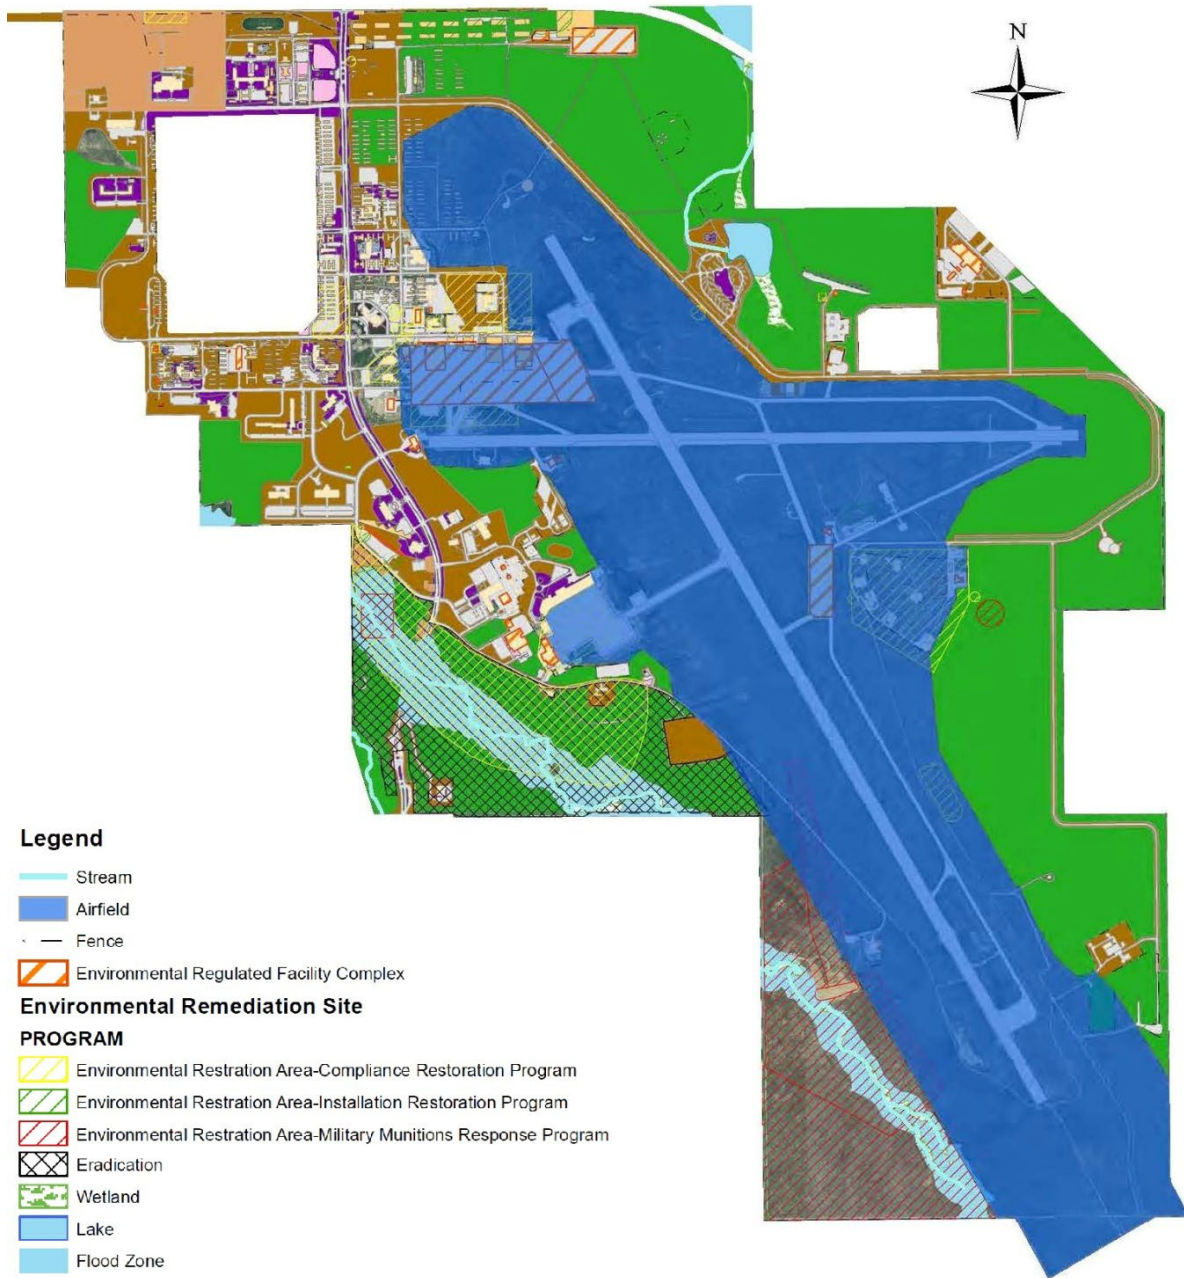 N
Legend
Stream
Airfield
Fence
Environmental Regulated Facility Complex
Environmental Remediation Site
PROGRAM
Environmental Restration Area-Compliance Restoration Program
Environmental Restration Area-Installation Restoration Program
Environmental Restration Area-Military Munitions Response Program
Eradication
Wetland
Lake
Flood Zone